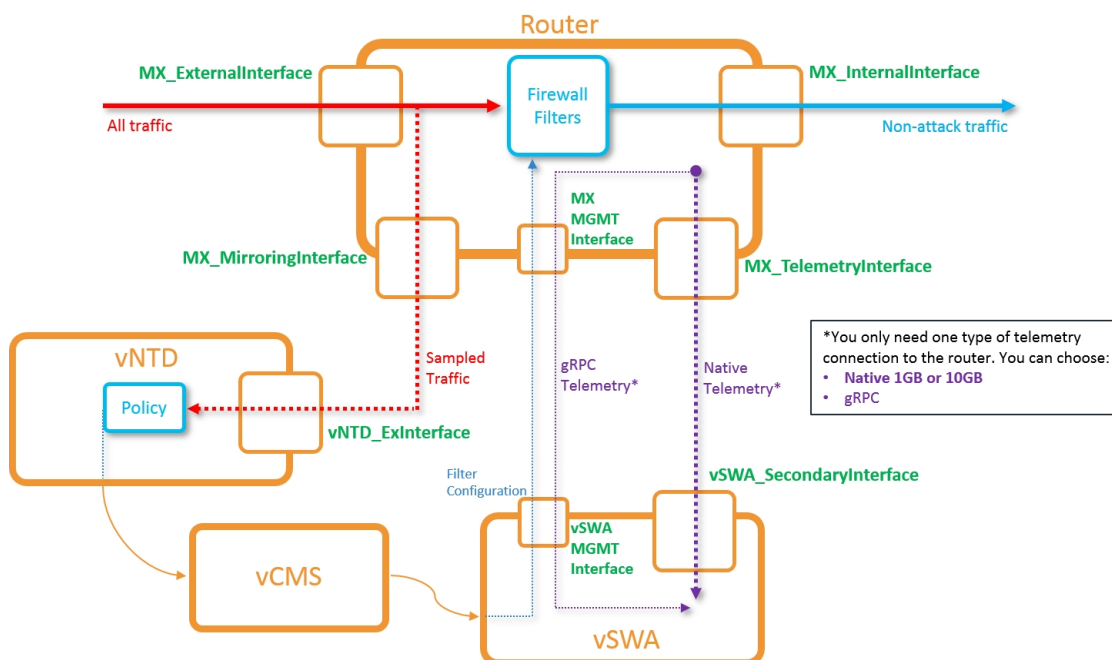 Router
MX_ExternalInterface
MX_InternalInterface
Firewall
Filters
All traffic
Non-attack traffic
MX
MGMT
Interface
MX_MirroringInterface
MX_TelemetryInterface
vNTD
Policy
vNTD_ExInterface
Sampled
Traffic
gRPC
Telemetry*
Native
Telemetry*
*You only need one type of telemetry
connection to the router. You can choose:
• Native 1GB or 10GB
• gRPC
Filter
Configuration
vSWA_SecondaryInterface
vSWA
MGMT
Interface
vCMS
vSWA